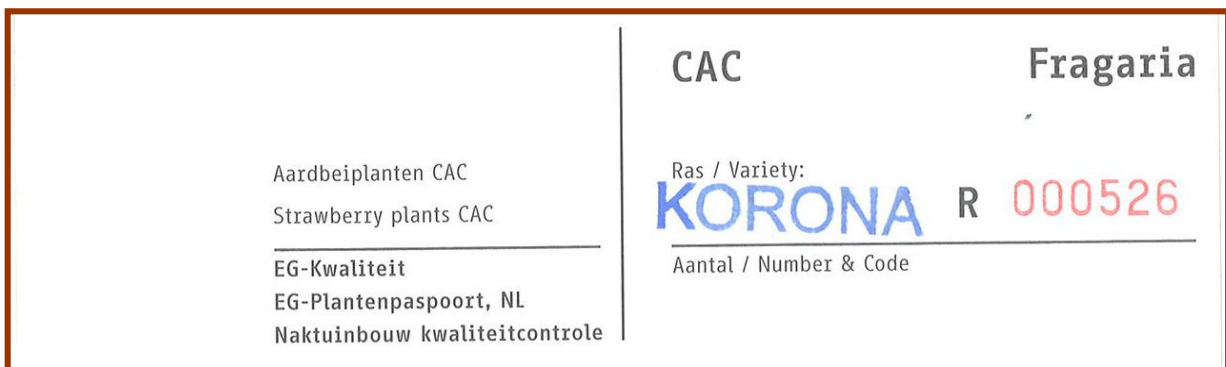 Aardbeiplanten CAC
Strawberry plants CAC
EG-Kwaliteit
EG-Plantenpaspoort, NL
Naktuinbouw kwaliteitcontrole
CAC Fragaria
Ras / Variety:
KORONA R 000526
Aantal / Number & Code